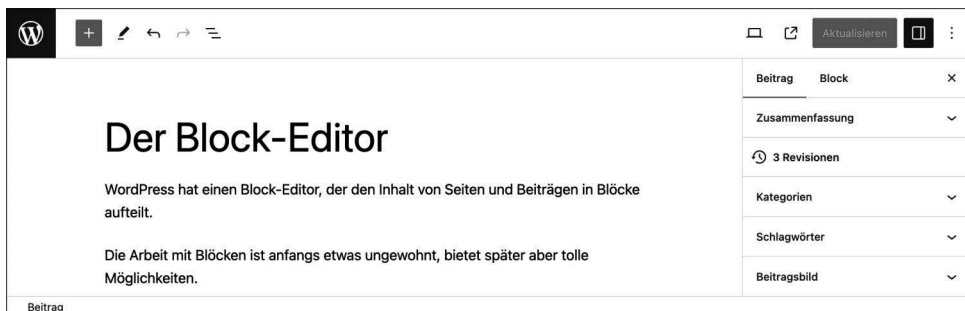 Aktualisieren
Beitrag Block
Zusammenfassung
3 Revisionen
Kategorien
Schlagwörter
Beitragsbild
Der Block-Editor
WordPress hat einen Block-Editor, der den Inhalt von Seiten und Beiträgen in Blöcke
aufteilt.
Die Arbeit mit Blöcken ist anfangs etwas ungewohnt, bietet später aber tolle
Möglichkeiten.
Beitrag